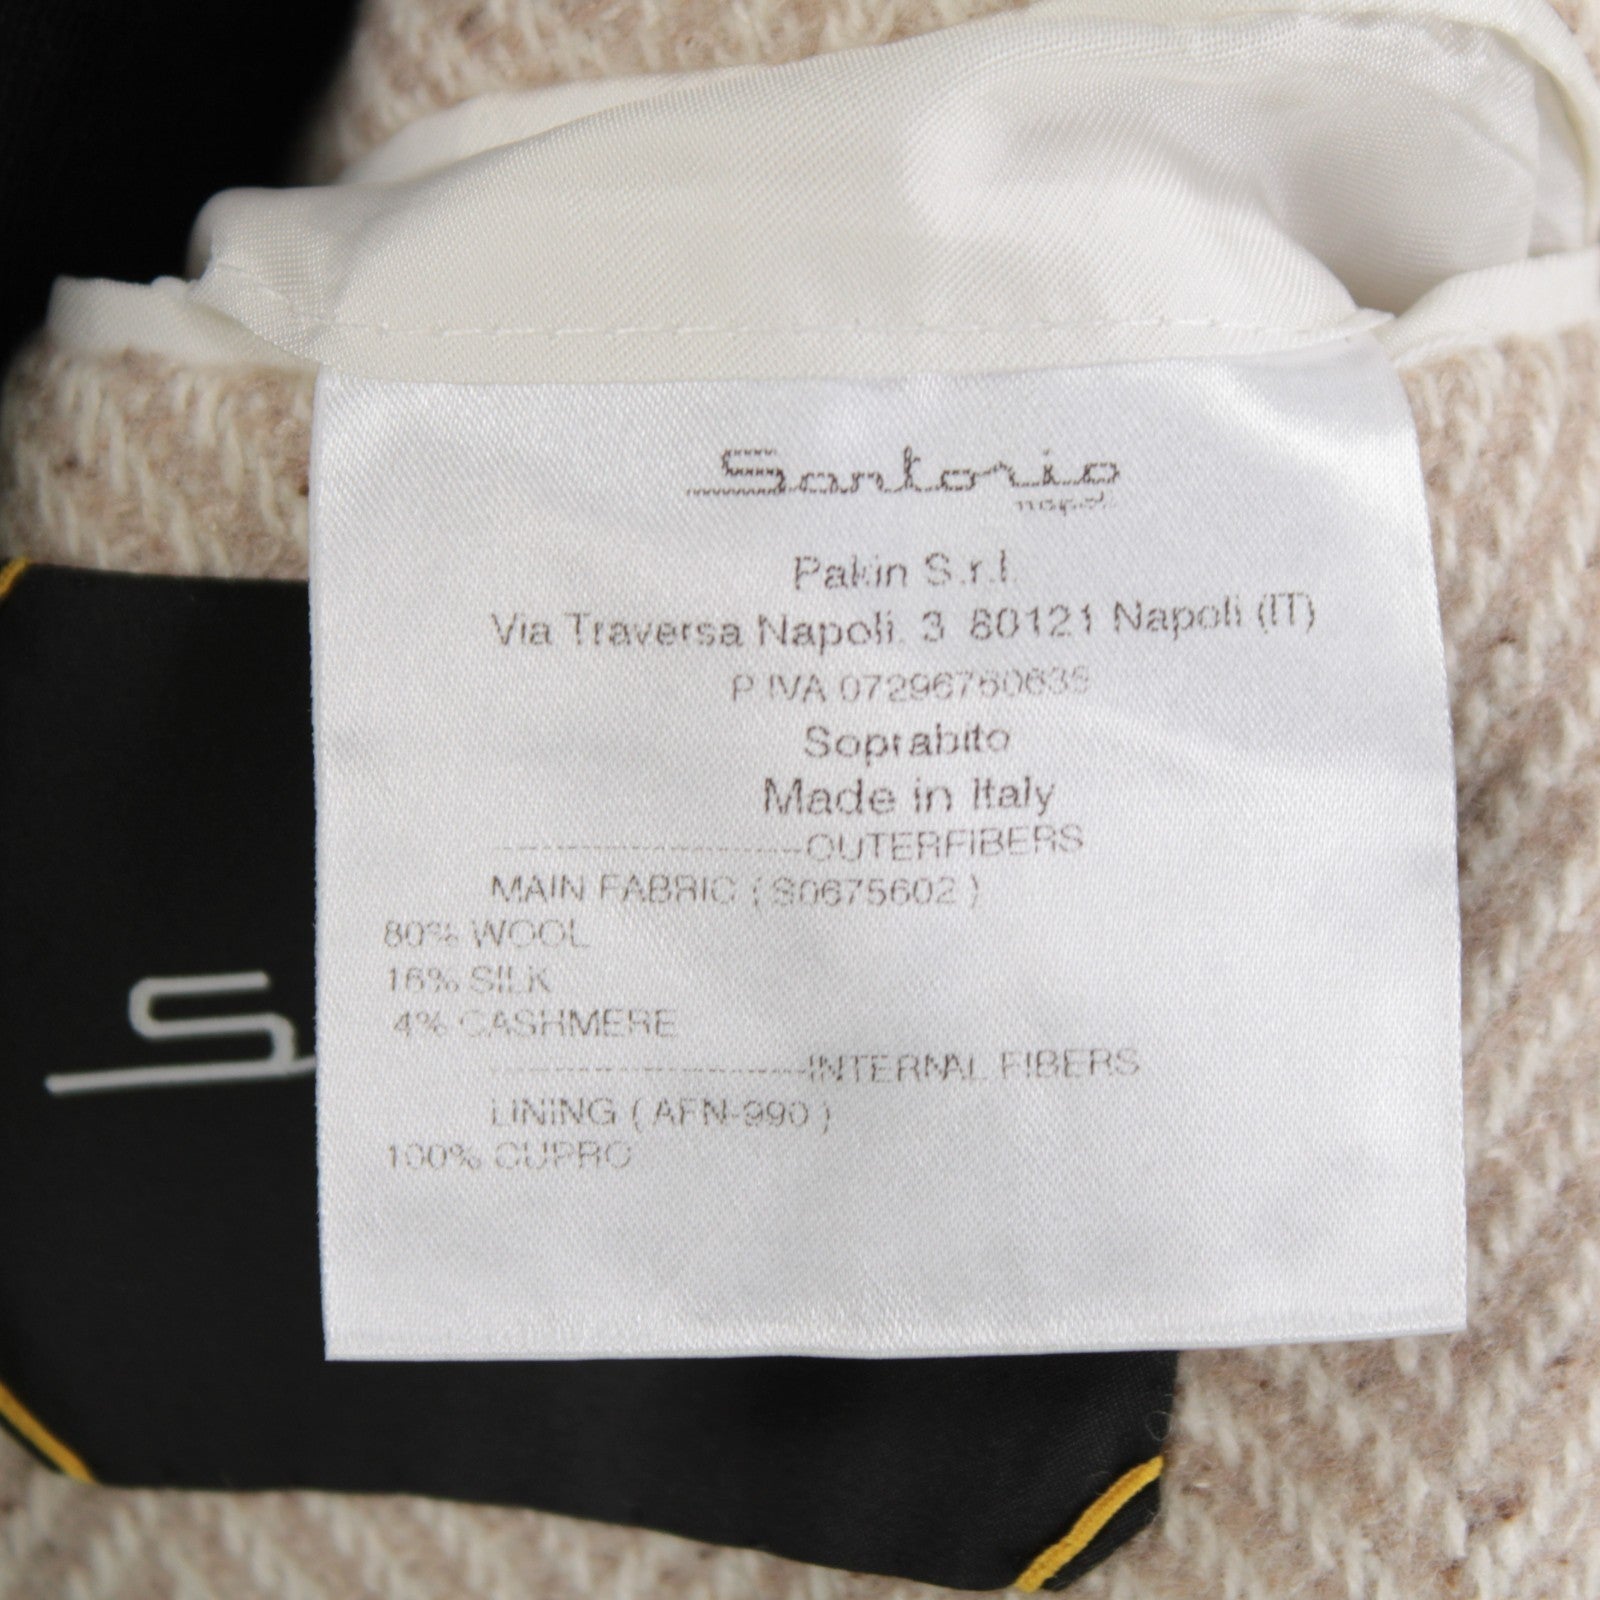 Sartorio
napoli
Pakin S.r.l.
Via Traversa Napoli, 3 80121 Napoli (IT)
P.IVA 07296760639
Soprabito
Made in Italy
--------------------OUTERFIBERS
MAIN FABRIC ( S0675602 )
80% WOOL
16% SILK
4% CASHMERE
--------------------INTERNAL FIBERS
LINING ( AFN-990 )
100% CUPRO
S